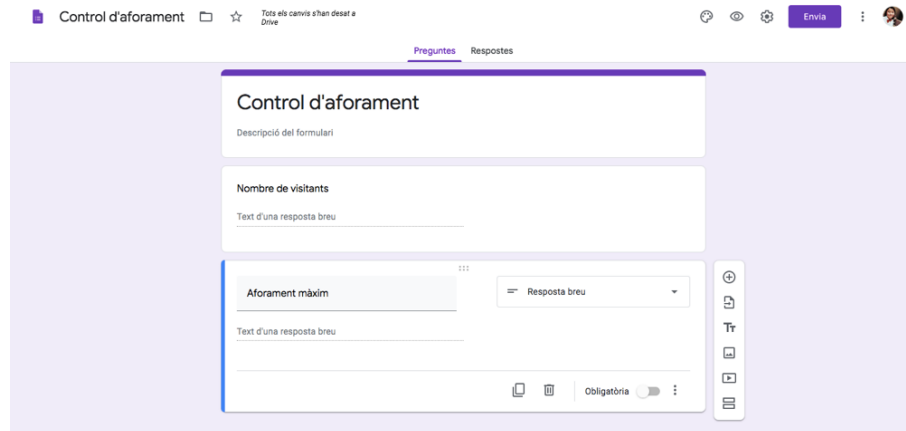 Control d'aforament
Tots els canvis s'han desat a
Drive
Envia
Preguntes Respostes
Control d'aforament
Descripció del formulari
Nombre de visitants
Text d'una resposta breu
Aforament màxim
Resposta breu
Text d'una resposta breu
Obligatòria
Tт